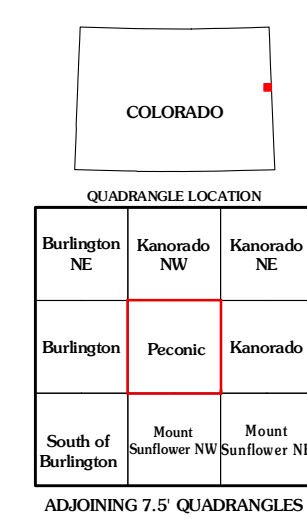 COLORADO
QUADRANGLE LOCATION
Burlington
NE
Kanorado
NW
Kanorado
NE
Burlington
Peconic
Kanorado
South of
Burlington
Mount
Sunflower NW
Mount
Sunflower
ADJOINING 7.5' QUADRANGLES